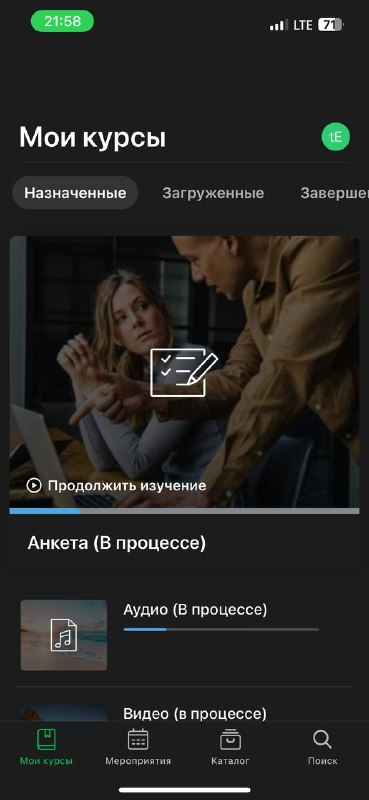 21:58
LTE 71
Мои курсы
tE
Назначенные Загруженные Заверше
Продолжить изучение
Анкета (В процессе)
Аудио (В процессе)
Видео (в процессе)
Мои курсы Мероприятия Каталог Поиск